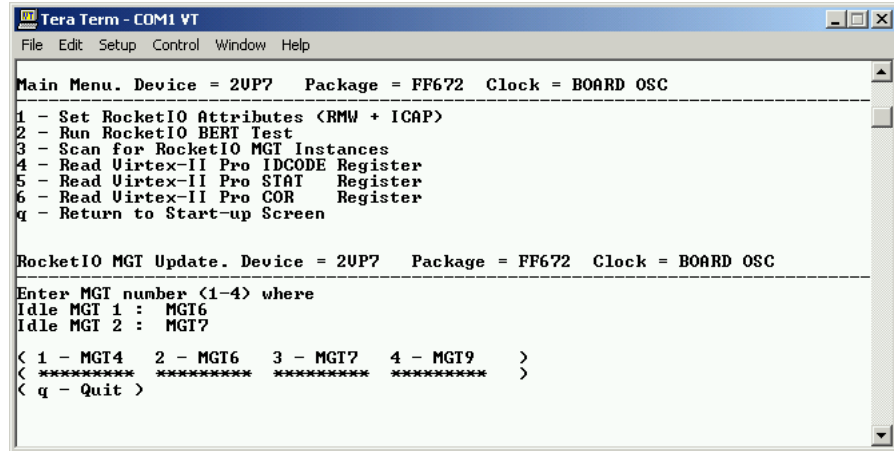 Tera Term - COM1 VT
File Edit Setup Control Window Help
Main Menu. Device = 2VP7 Package = FF672 Clock = BOARD OSC
1 - Set RocketIO Attributes (RMW + ICAP)
2 - Run RocketIO BERT Test
3 - Scan for RocketIO MGT Instances
4 - Read Virtex-II Pro IDCODE Register
5 - Read Virtex-II Pro STAT Register
6 - Read Virtex-II Pro COR Register
q - Return to Start-up Screen
RocketIO MGT Update. Device = 2VP7 Package = FF672 Clock = BOARD OSC
Enter MGT number (1-4) where
Idle MGT 1 : MGT6
Idle MGT 2 : MGT7
( 1 - MGT4 2 - MGT6 3 - MGT7 4 - MGT9 )
( ********* ********* ********* ********* )
( q - Quit )